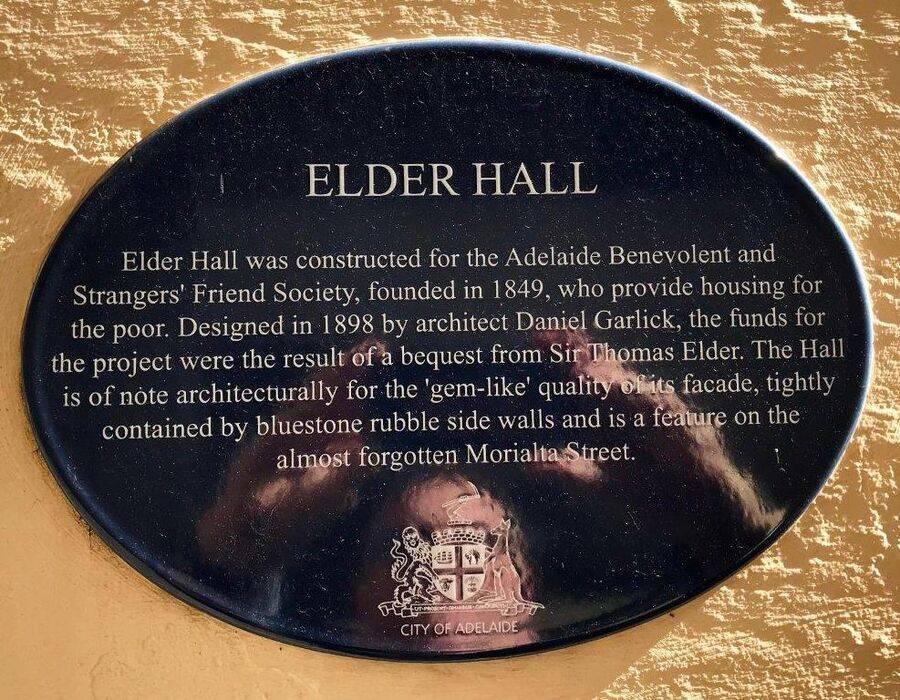 ELDER HALL
Elder Hall was constructed for the Adelaide Benevolent and
Strangers' Friend Society, founded in 1849, who provide housing for
the poor. Designed in 1898 by architect Daniel Garlick, the funds for
the project were the result of a bequest from Sir Thomas Elder. The Hall
is of note architecturally for the 'gem-like' quality of its facade, tightly
contained by bluestone rubble side walls and is a feature on the
almost forgotten Morialta Street.
CITY OF ADELAIDE